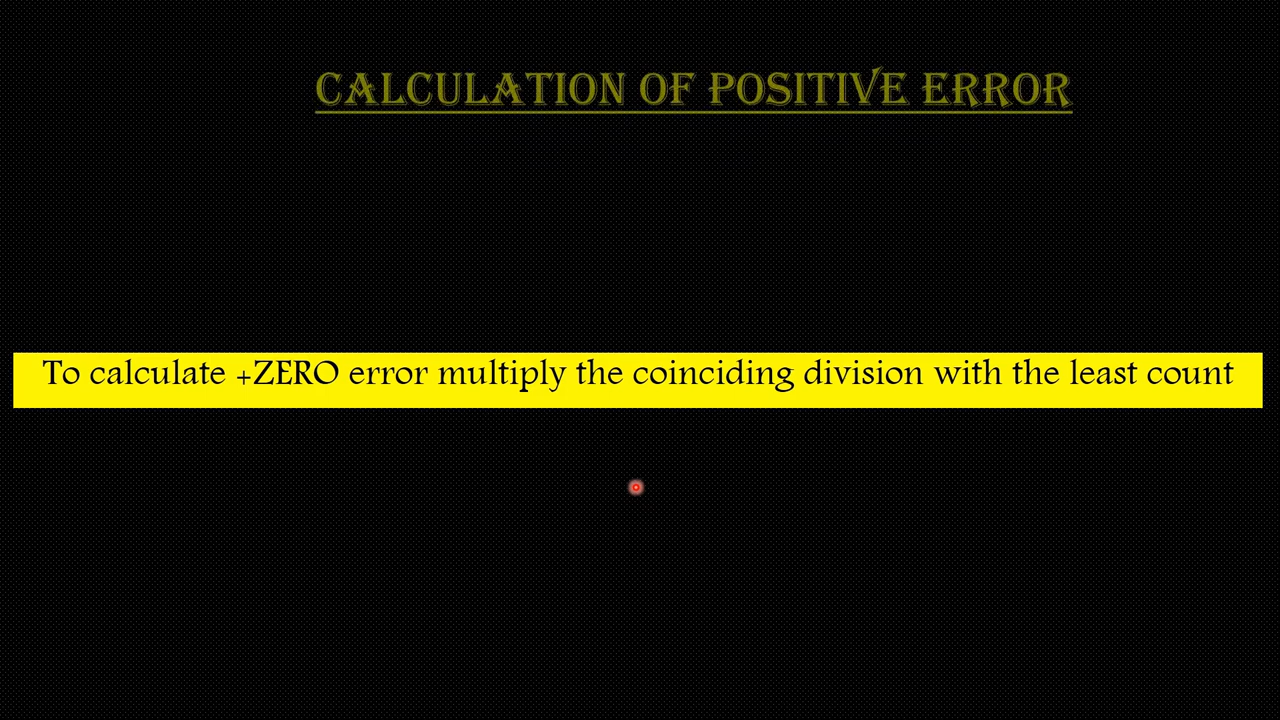 CALCULATION OF POSITIVE ERROR
To calculate +ZERO error multiply the coinciding division with the least count